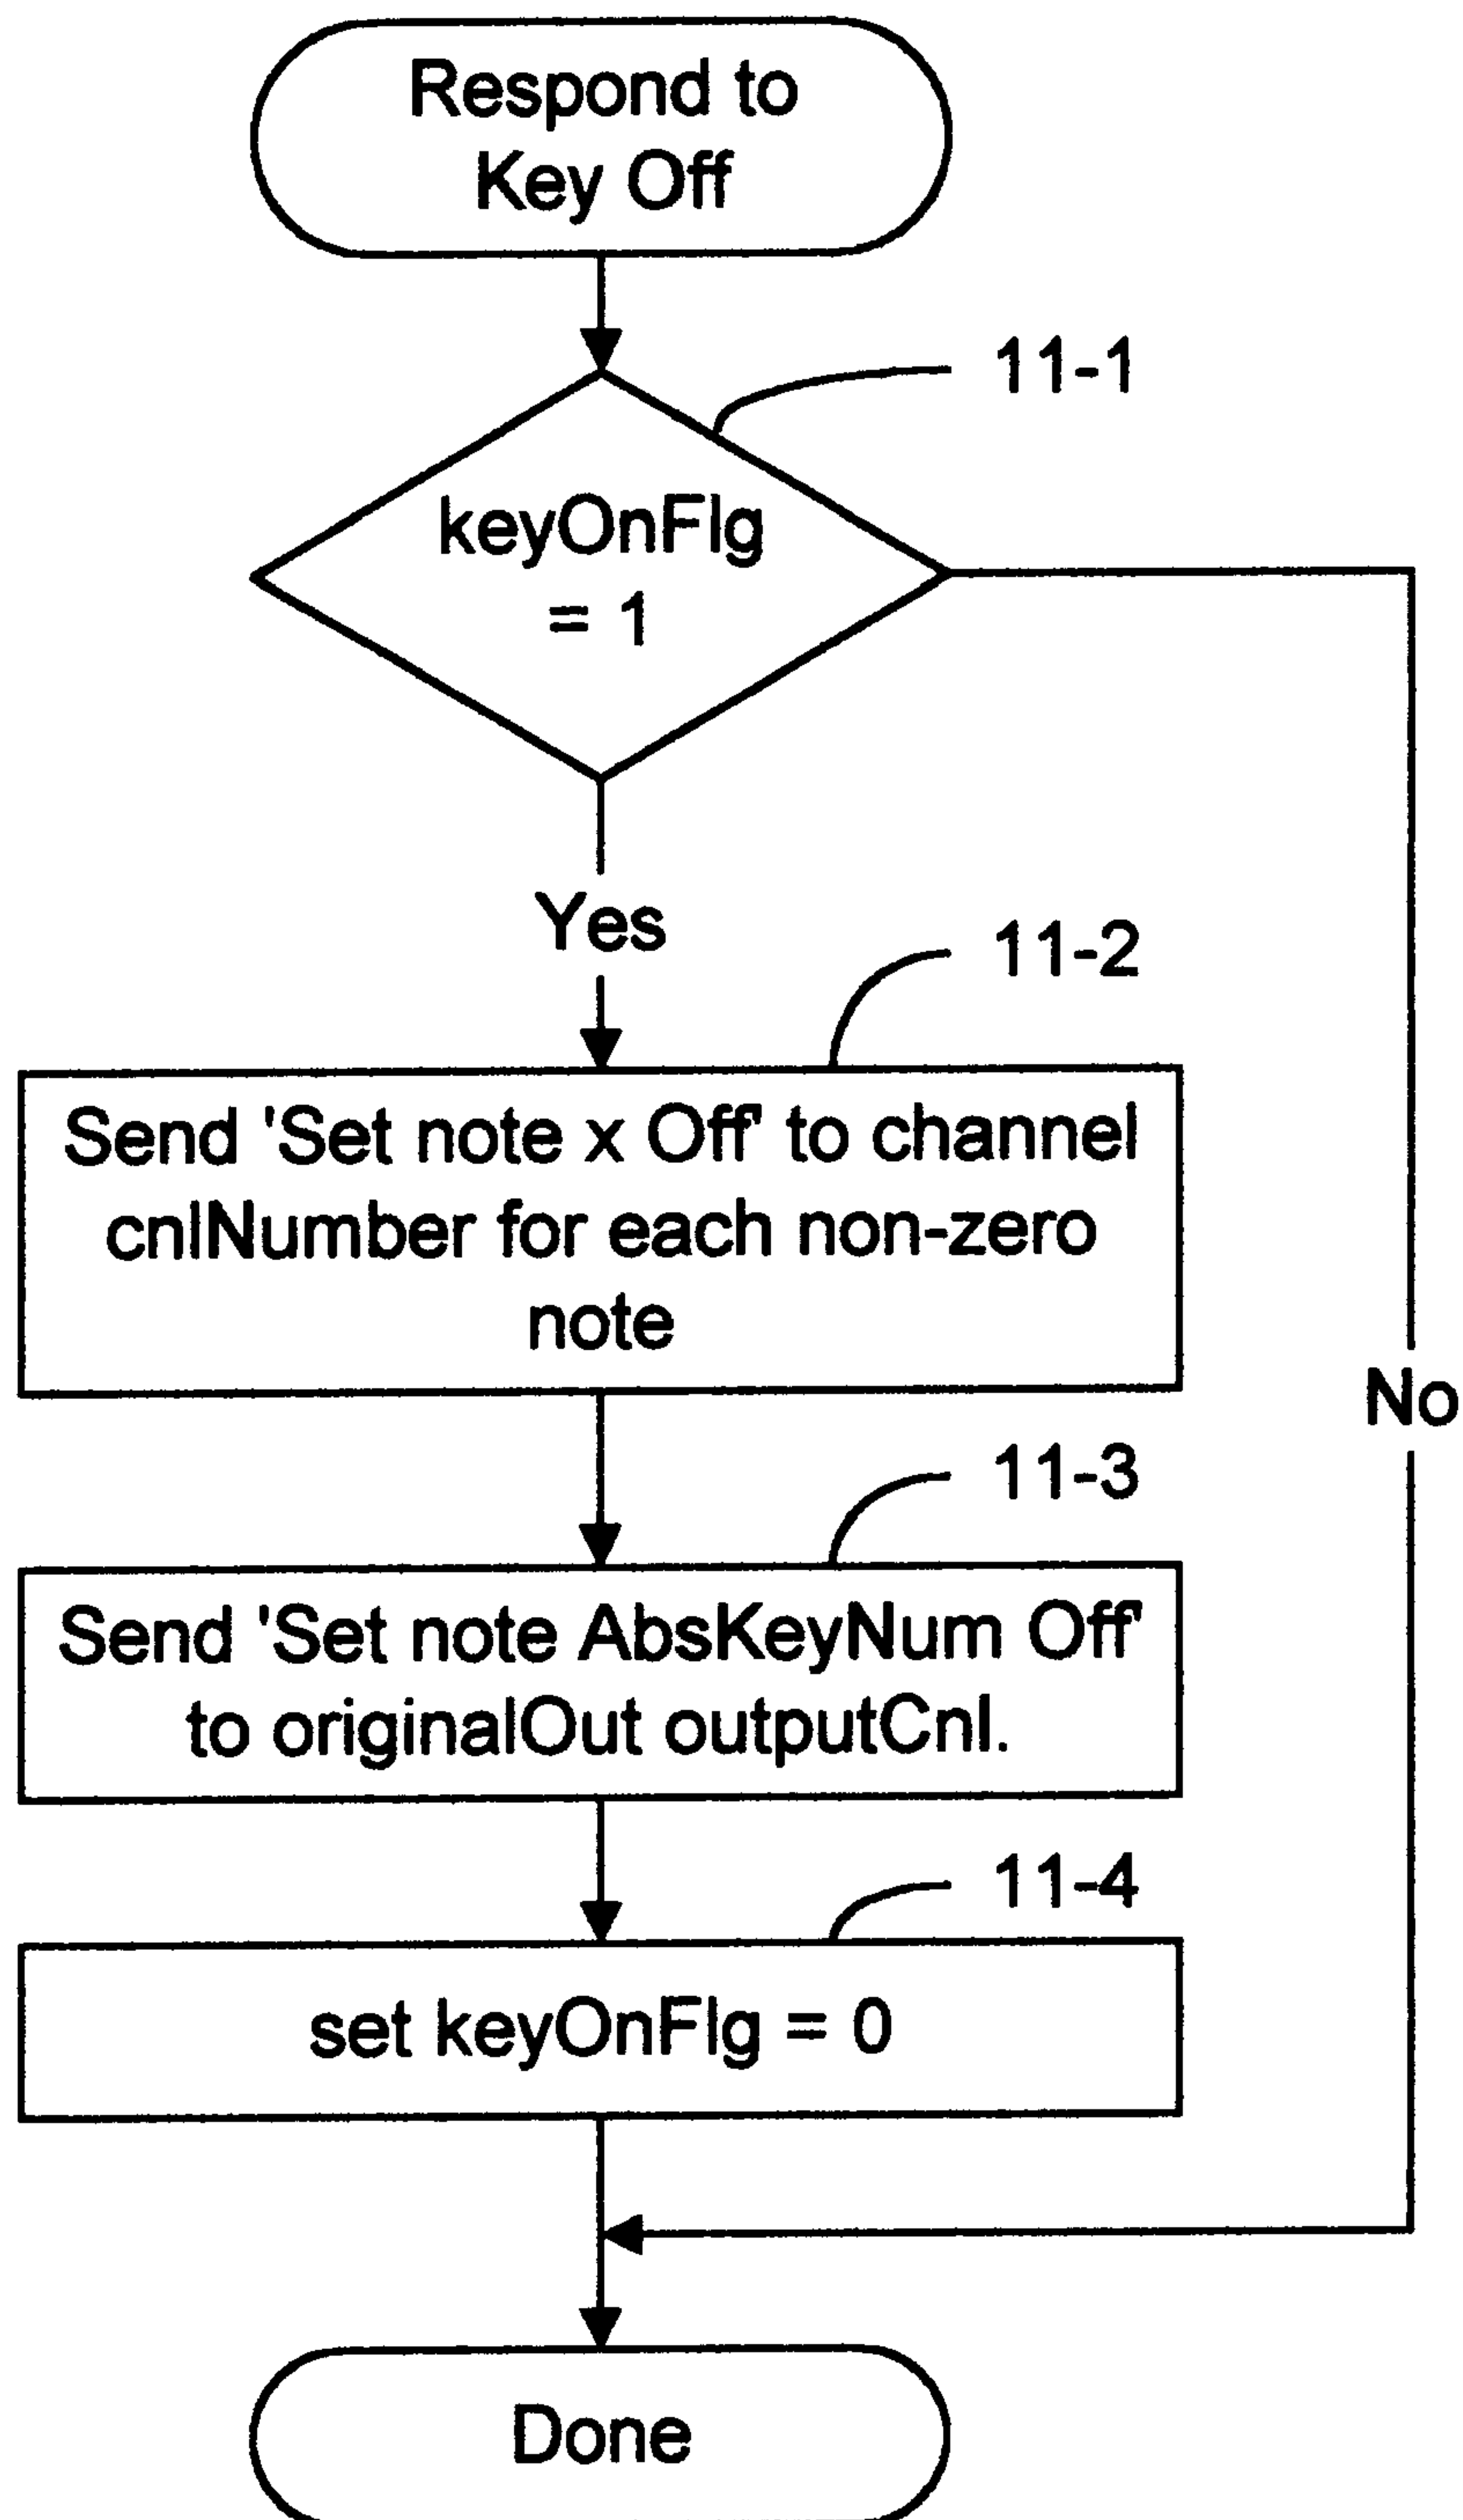 Respond to
Key Off
11-1
keyOnFlg
= 1
Yes
11-2
Send 'Set note x Off' to channel
cnlNumber for each non-zero
note
No
11-3
Send 'Set note AbsKeyNum Off'
to originalOut outputCnl.
11-4
set keyOnFlg = 0
Done